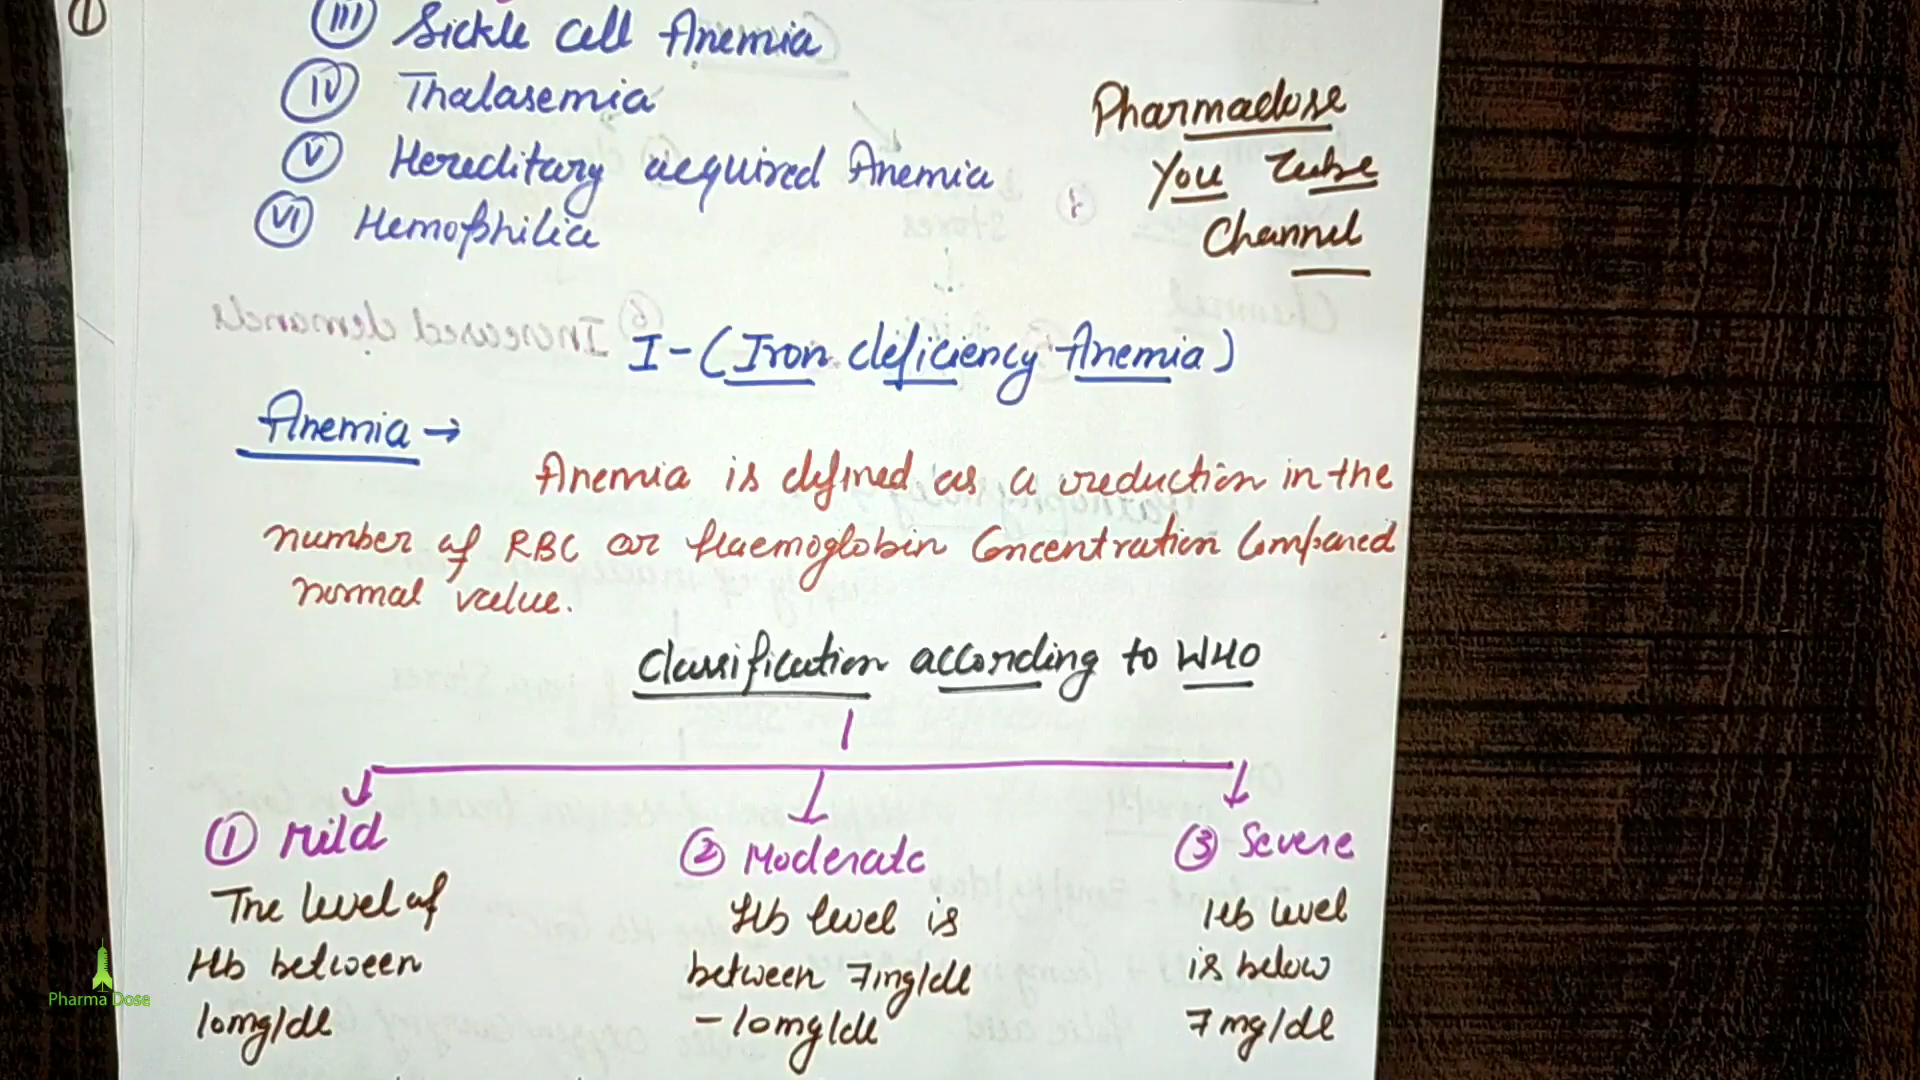 ①
III Sickle cell Anemia
IV Thalasemia
V Hereditary acquired Anemia
VI Hemophilia
Pharmadose
You Tube
Channel
I-(Iron deficiency Anemia)
Anemia →
Anemia is defined as a reduction in the
number of RBC or Haemoglobin Concentration Compared
normal value.
Classification according to WHO
① Mild
The level of
Hb between
10mg/dl
② Moderate
Hb level is
between 7mg/dl
- 10mg/dl
③ Severe
Hb level
is below
7 mg/dl
Pharma Dose